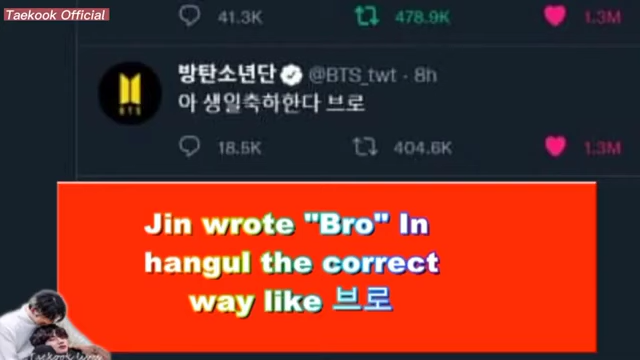 Taekook Official
41.3K 478.9K 1.3M
방탄소년단 @BTS_twt · 8h
BTS
아 생일축하한다 브로
18.5K 404.6K 1.3M
Jin wrote "Bro" In
hangul the correct
way like 브로
Taekook